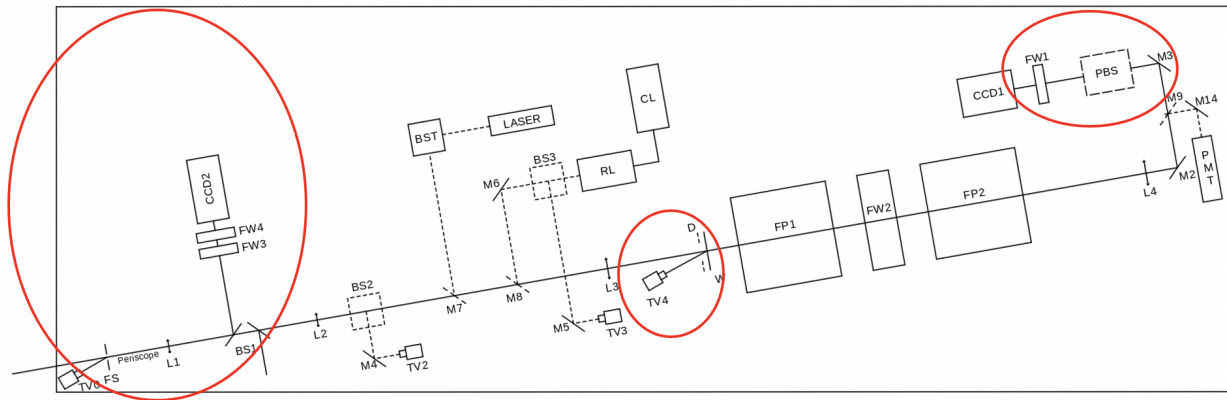 FW1
M3
PBS
CCD1
M9
M14
CL
LASER
BST
BS3
RL
M6
PMT
M2
L4
CCD2
FW4
FW3
FP2
FW2
FP1
D
W
L3
TV4
BS2
M7
M8
M5
TV3
L2
BS1
M4
TV2
Periscope
L1
FS
TV0